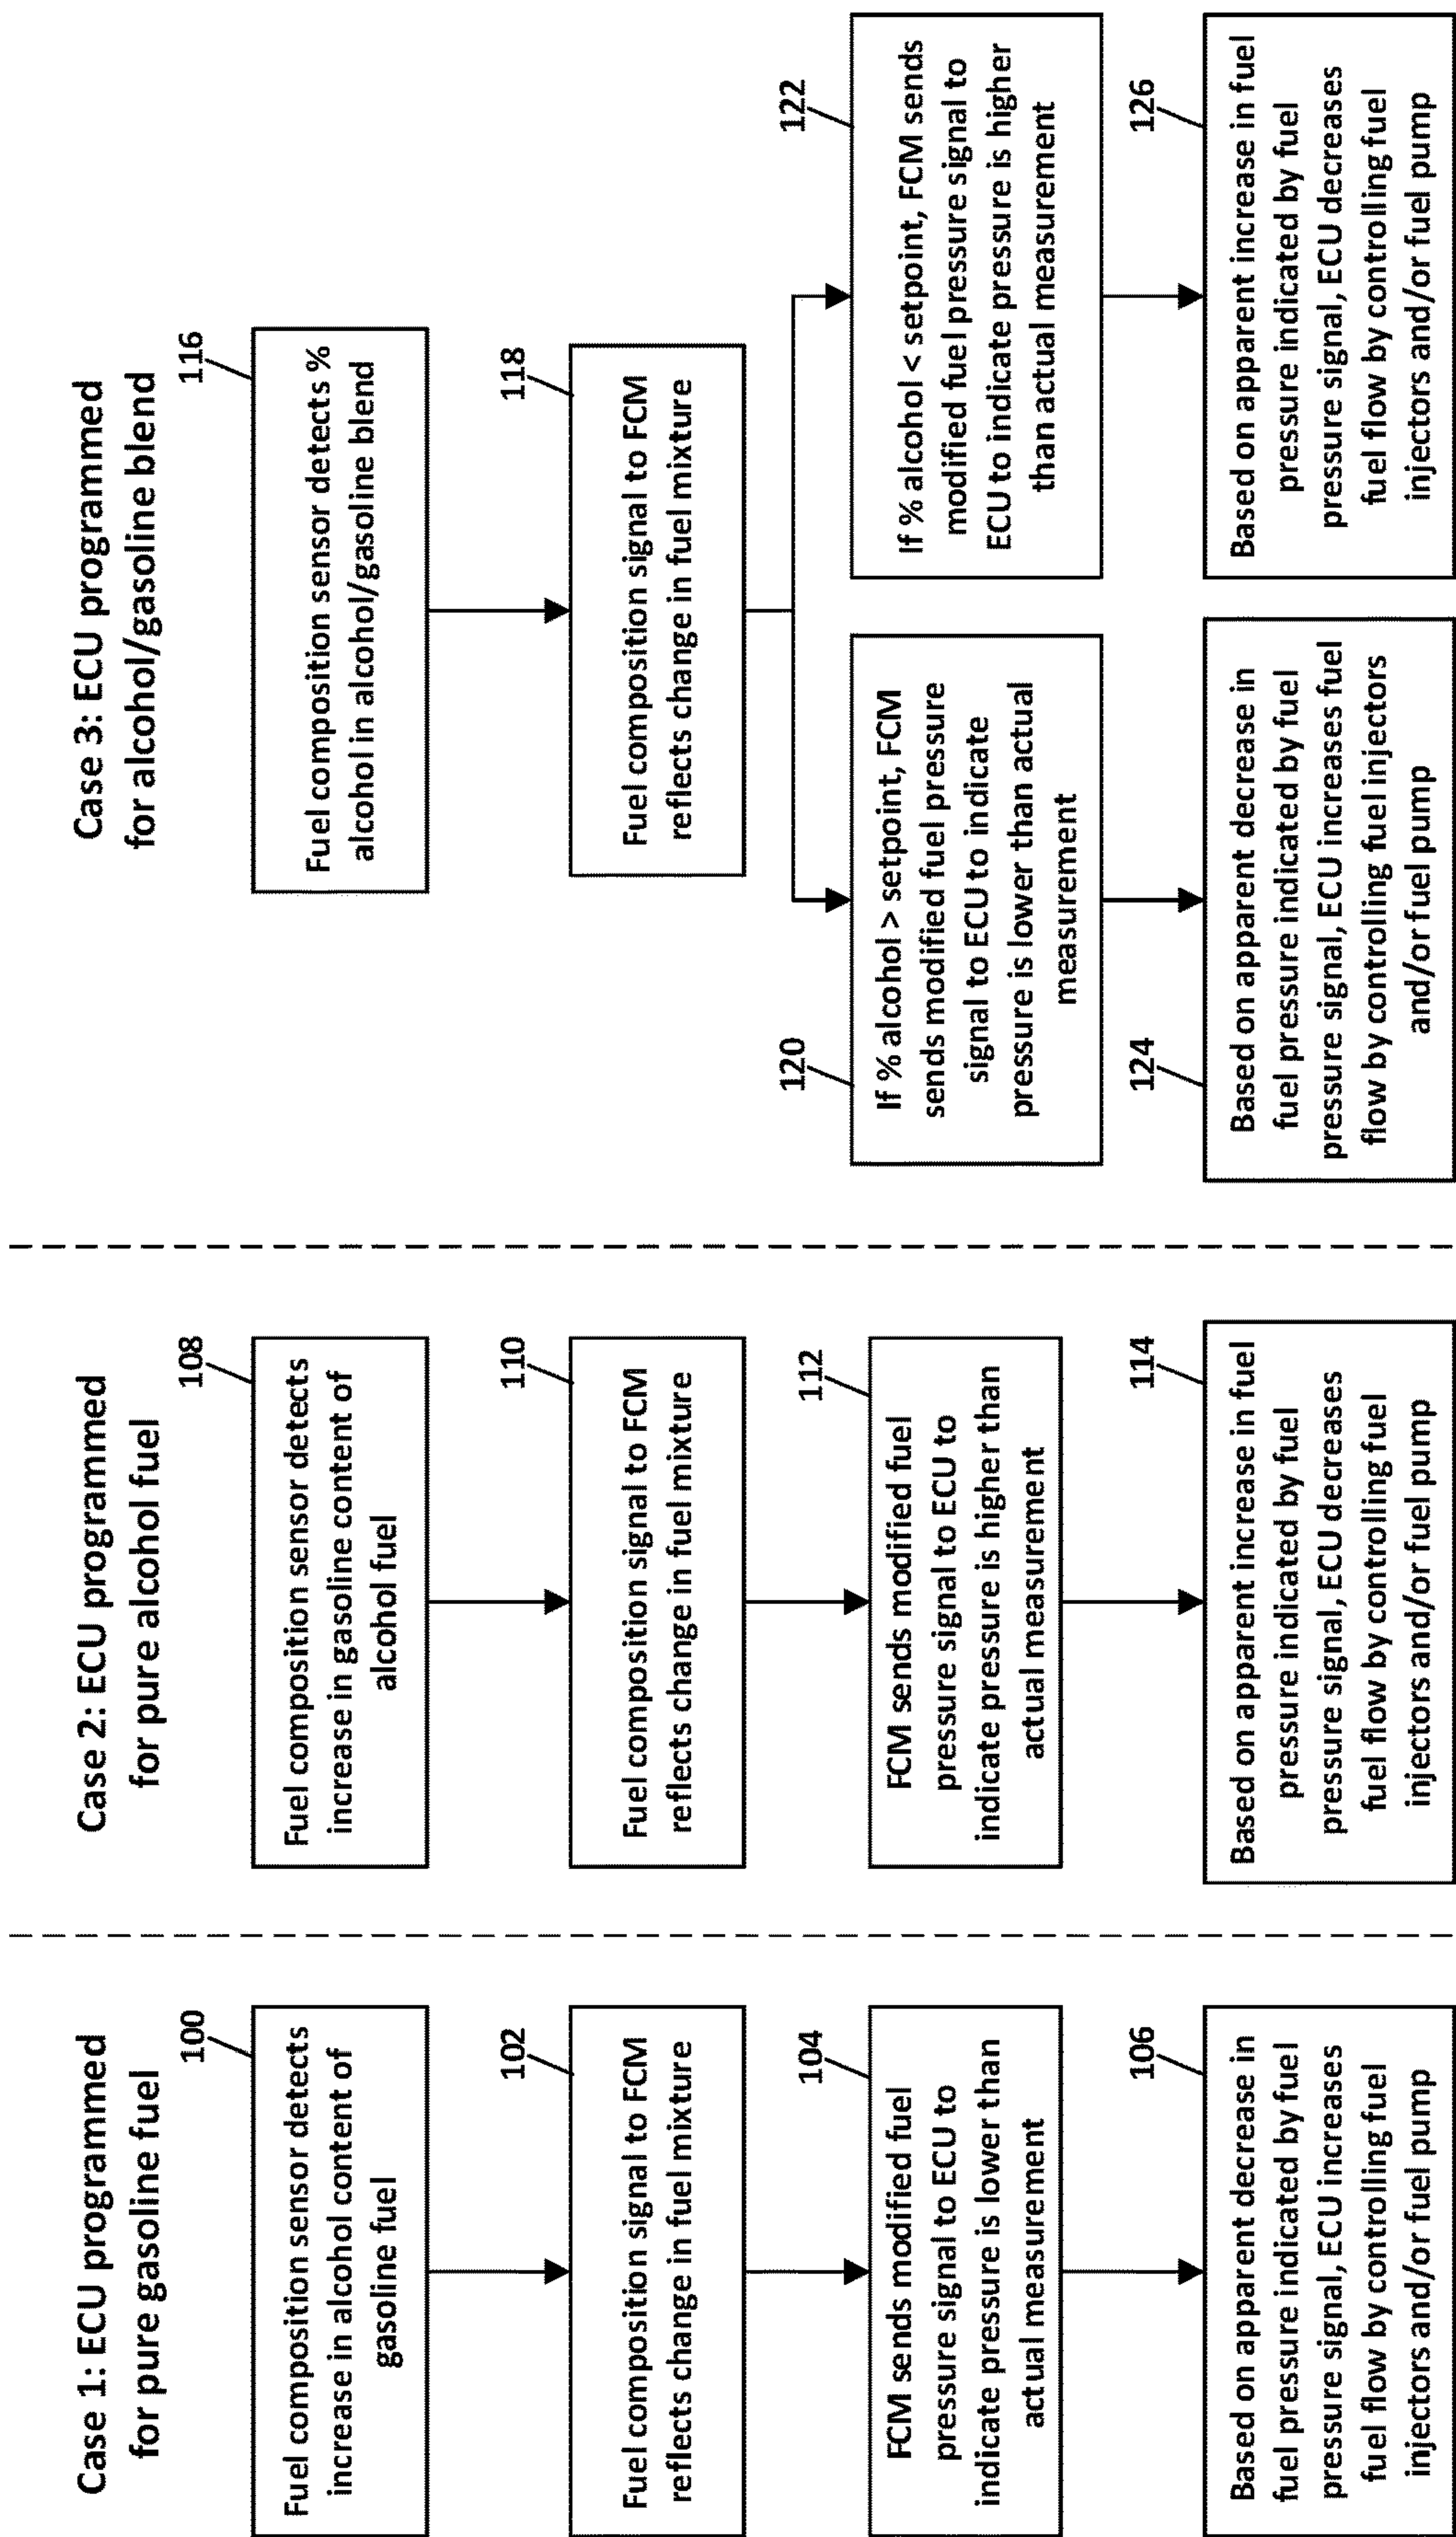 Case 1: ECU programmed
for pure gasoline fuel
100
Fuel composition sensor detects
increase in alcohol content of
gasoline fuel
102
Fuel composition signal to FCM
reflects change in fuel mixture
104
FCM sends modified fuel
pressure signal to ECU to
indicate pressure is lower than
actual measurement
106
Based on apparent decrease in
fuel pressure indicated by fuel
pressure signal, ECU increases
fuel flow by controlling fuel
injectors and/or fuel pump
Case 2: ECU programmed
for pure alcohol fuel
108
Fuel composition sensor detects
increase in gasoline content of
alcohol fuel
110
Fuel composition signal to FCM
reflects change in fuel mixture
112
FCM sends modified fuel
pressure signal to ECU to
indicate pressure is higher than
actual measurement
114
Based on apparent increase in fuel
pressure indicated by fuel
pressure signal, ECU decreases
fuel flow by controlling fuel
injectors and/or fuel pump
Case 3: ECU programmed
for alcohol/gasoline blend
116
Fuel composition sensor detects %
alcohol in alcohol/gasoline blend
118
Fuel composition signal to FCM
reflects change in fuel mixture
120
If % alcohol > setpoint, FCM
sends modified fuel pressure
signal to ECU to indicate
pressure is lower than actual
measurement
122
If % alcohol < setpoint, FCM sends
modified fuel pressure signal to
ECU to indicate pressure is higher
than actual measurement
124
Based on apparent decrease in
fuel pressure indicated by fuel
pressure signal, ECU increases fuel
flow by controlling fuel injectors
and/or fuel pump
126
Based on apparent increase in fuel
pressure indicated by fuel
pressure signal, ECU decreases
fuel flow by controlling fuel
injectors and/or fuel pump